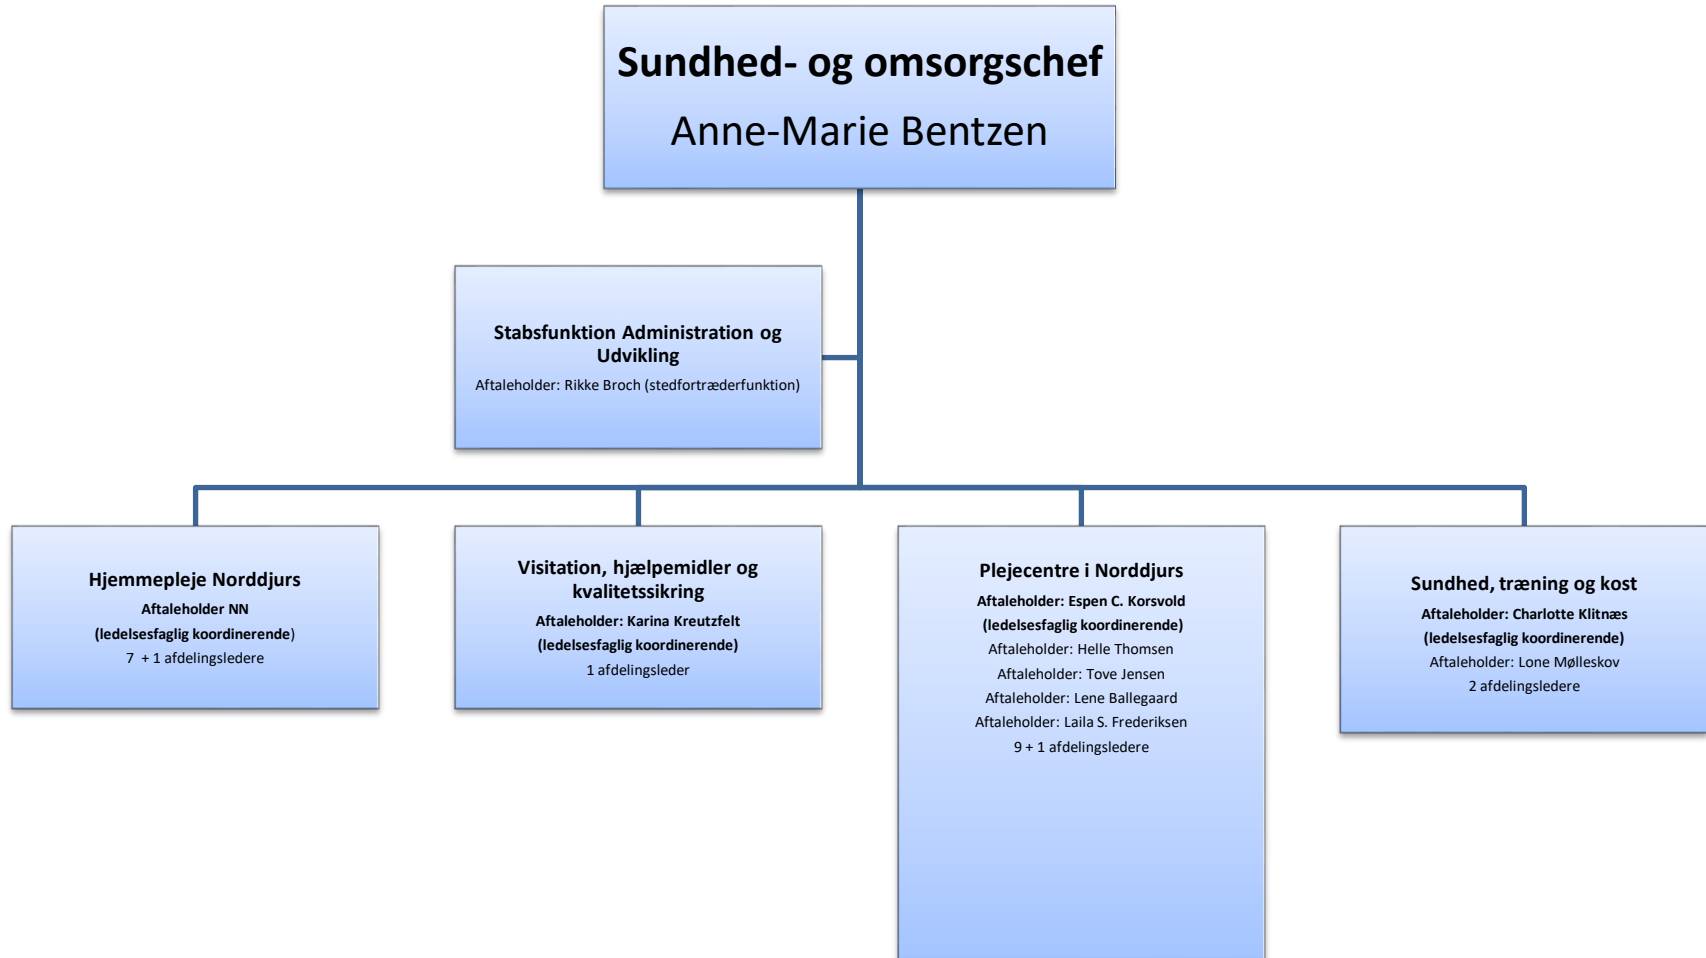 Sundhed- og omsorgschef
Anne-Marie Bentzen
Stabsfunktion Administration og
Udvikling
Aftaleholder: Rikke Broch (stedfortræderfunktion)
Hjemmepleje Norddjurs
Aftaleholder NN
(ledelsesfaglig koordinerende)
7 + 1 afdelingsledere
Visitation, hjælpemidler og
kvalitetssikring
Aftaleholder: Karina Kreutzfelt
(ledelsesfaglig koordinerende)
1 afdelingsleder
Plejecentre i Norddjurs
Aftaleholder: Espen C. Korsvold
(ledelsesfaglig koordinerende)
Aftaleholder: Helle Thomsen
Aftaleholder: Tove Jensen
Aftaleholder: Lene Ballegaard
Aftaleholder: Laila S. Frederiksen
9 + 1 afdelingsledere
Sundhed, træning og kost
Aftaleholder: Charlotte Klitnæs
(ledelsesfaglig koordinerende)
Aftaleholder: Lone Mølleskov
2 afdelingsledere